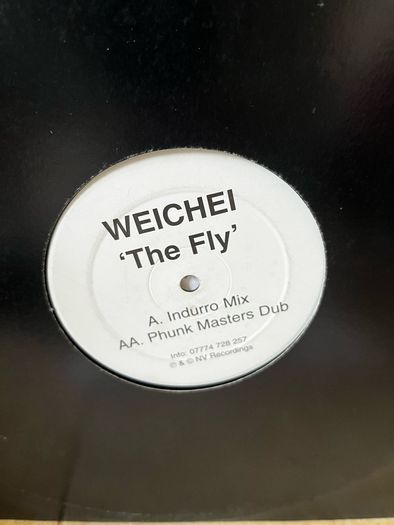 WEICHEI
'The Fly'
A. Indurro Mix
AA. Phunk Masters Dub
Info: 07774 728 257
℗ & © NV Recordings